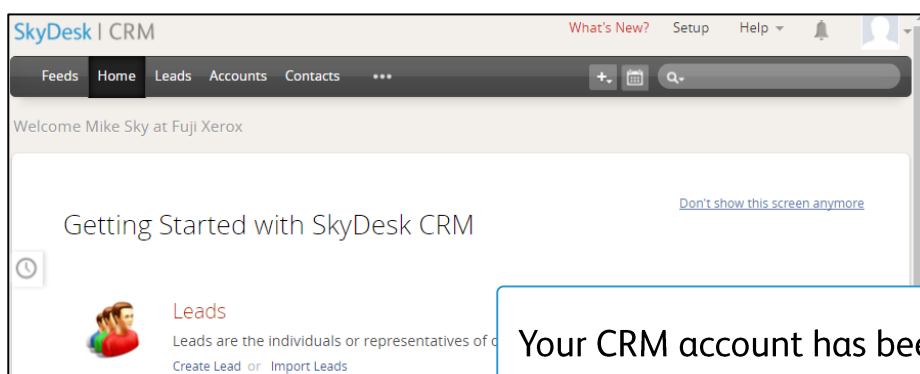 SkyDesk | CRM What's New? Setup Help
Feeds Home Leads Accounts Contacts •••
Welcome Mike Sky at Fuji Xerox
Don't show this screen anymore
Getting Started with SkyDesk CRM
Leads
Leads are the individuals or representatives of
Create Lead or Import Leads
Your CRM account has